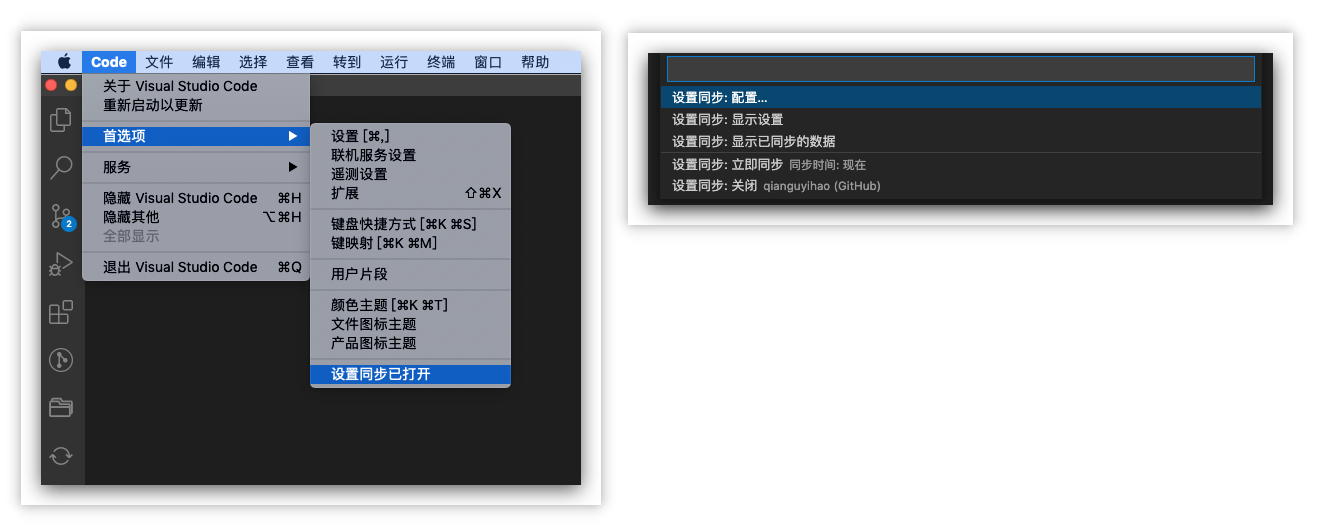 Code 文件 编辑 选择 查看 转到 运行 终端 窗口 帮助
关于 Visual Studio Code
重新启动以更新
首选项
服务
隐藏 Visual Studio Code ⌘H
隐藏其他 ⌥⌘H
全部显示
退出 Visual Studio Code ⌘Q
2
设置 [⌘,]
联机服务设置
遥测设置
扩展 ⇧⌘X
键盘快捷方式 [⌘K ⌘S]
键映射 [⌘K ⌘M]
用户片段
颜色主题 [⌘K ⌘T]
文件图标主题
产品图标主题
设置同步已打开
设置同步: 配置...
设置同步: 显示设置
设置同步: 显示已同步的数据
设置同步: 立即同步 同步时间: 现在
设置同步: 关闭 qianguyihao (GitHub)